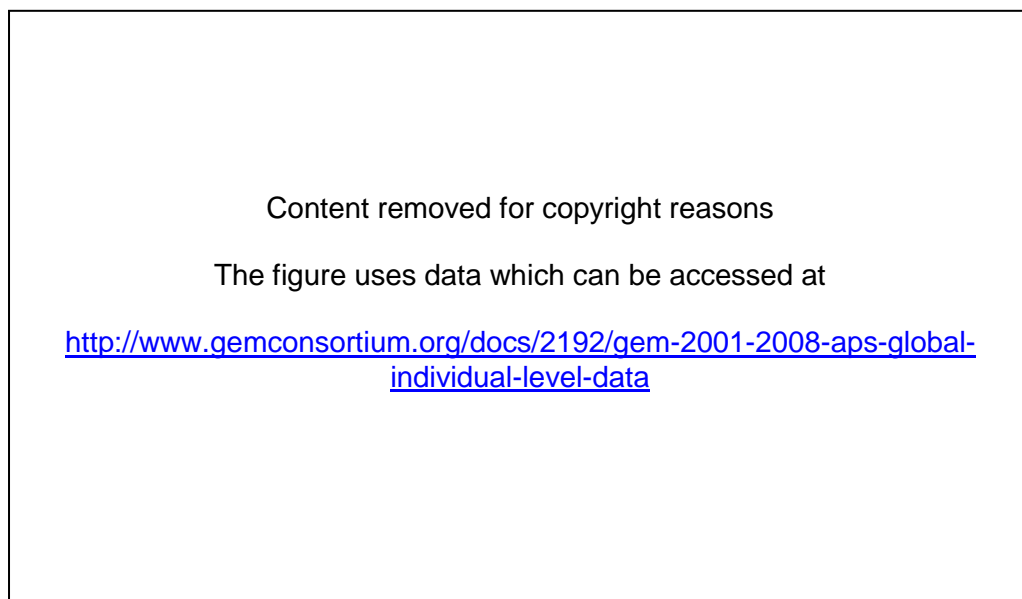 Content removed for copyright reasons
The figure uses data which can be accessed at
http://www.gemconsortium.org/docs/2192/gem-2001-2008-aps-global-
individual-level-data